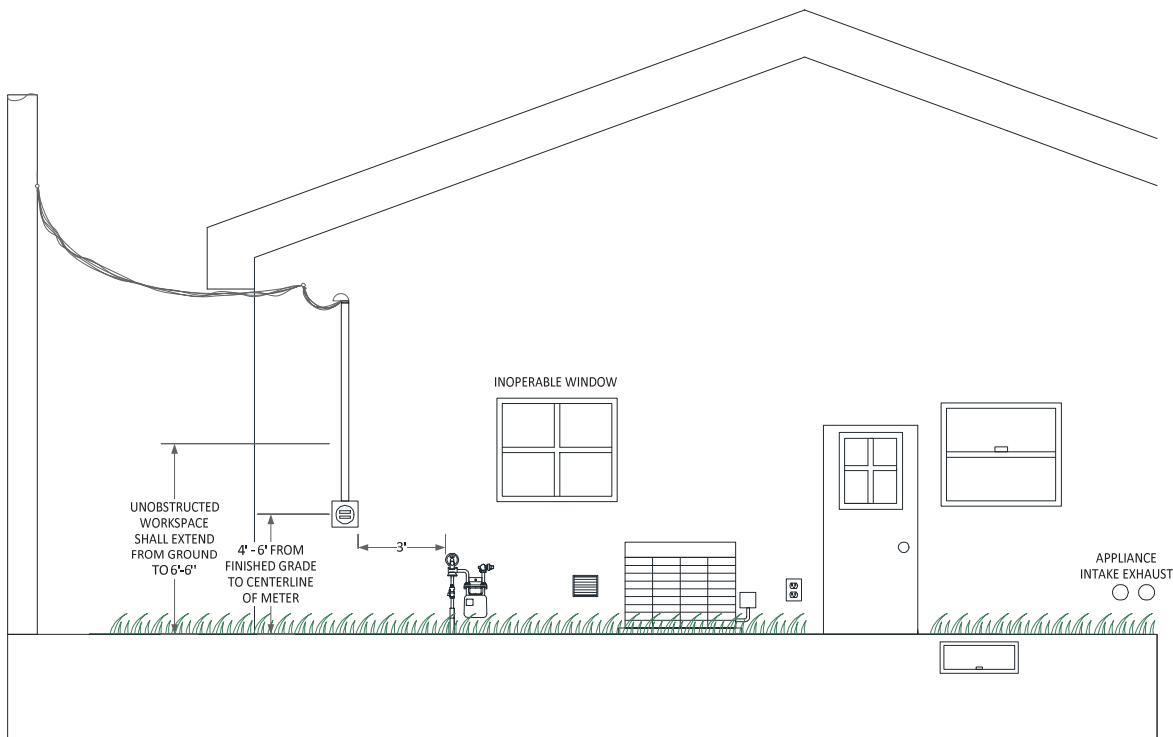 INOPERABLE WINDOW
UNOBSTRUCTED
WORKSPACE
SHALL EXTEND
FROM GROUND
TO 6'-6"
4' - 6' FROM
FINISHED GRADE
TO CENTERLINE
OF METER
3'
APPLIANCE
INTAKE EXHAUST